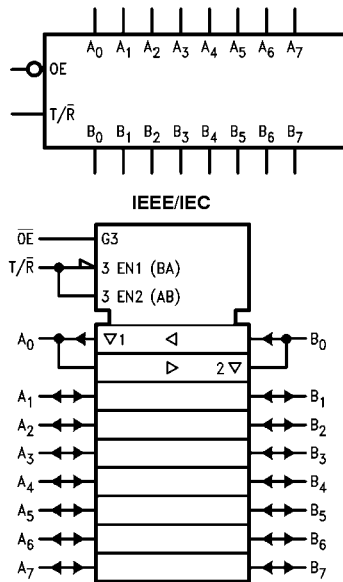 A₀ A₁ A₂ A₃ A₄ A₅ A₆ A₇
OE
T/R̅
B₀ B₁ B₂ B₃ B₄ B₅ B₆ B₇
IEEE/IEC
O̅E̅ G3
T/R̅ 3 EN1 (BA)
3 EN2 (AB)
A₀ ▽1 ◁ B₀
▷ 2▽
A₁ B₁
A₂ B₂
A₃ B₃
A₄ B₄
A₅ B₅
A₆ B₆
A₇ B₇